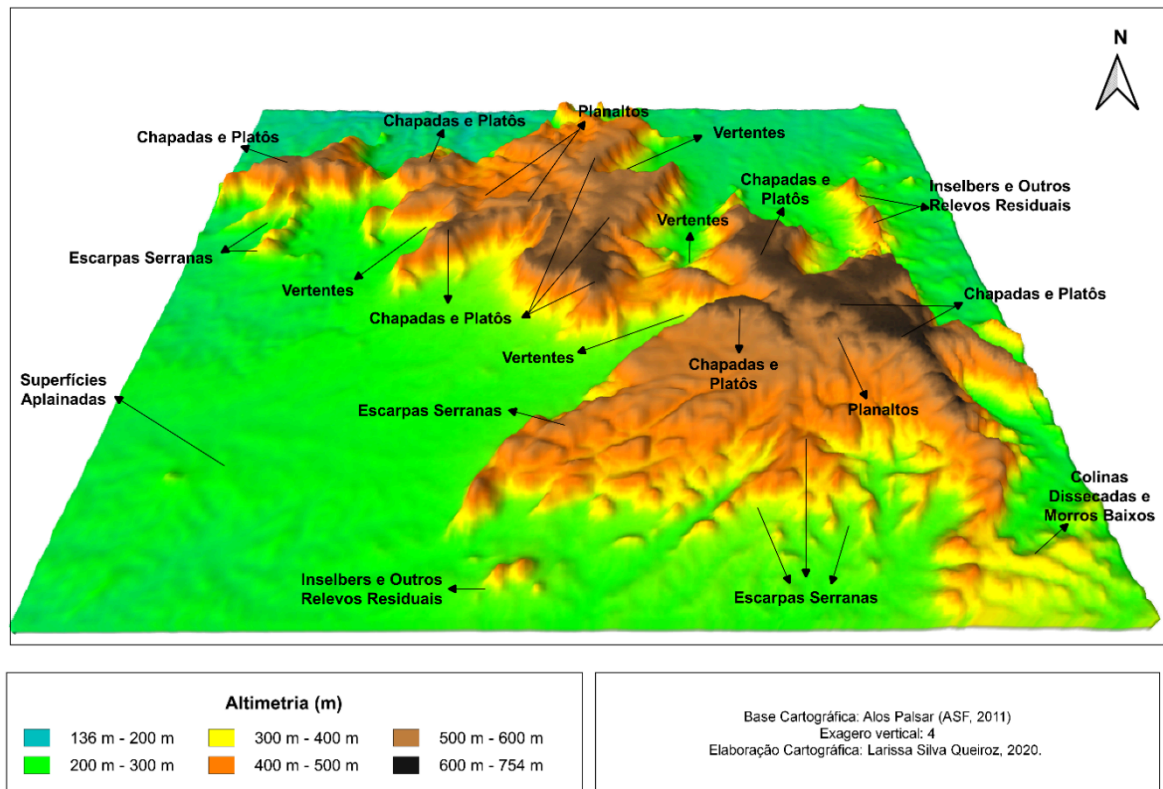 N
Planaltos
Chapadas e Platôs
Chapadas e Platôs
Vertentes
Chapadas e
Platôs
Inselbers e Outros
Relevos Residuais
Vertentes
Escarpas Serranas
Vertentes
Chapadas e Platôs
Chapadas e Platôs
Vertentes
Chapadas e
Platôs
Superfícies
Aplainadas
Escarpas Serranas
Planaltos
Colinas
Dissecadas e
Morros Baixos
Inselbers e Outros
Relevos Residuais
Escarpas Serranas
Altimetria (m)
136 m - 200 m
300 m - 400 m
500 m - 600 m
200 m - 300 m
400 m - 500 m
600 m - 754 m
Base Cartográfica: Alos Palsar (ASF, 2011)
Exagero vertical: 4
Elaboração Cartográfica: Larissa Silva Queiroz, 2020.